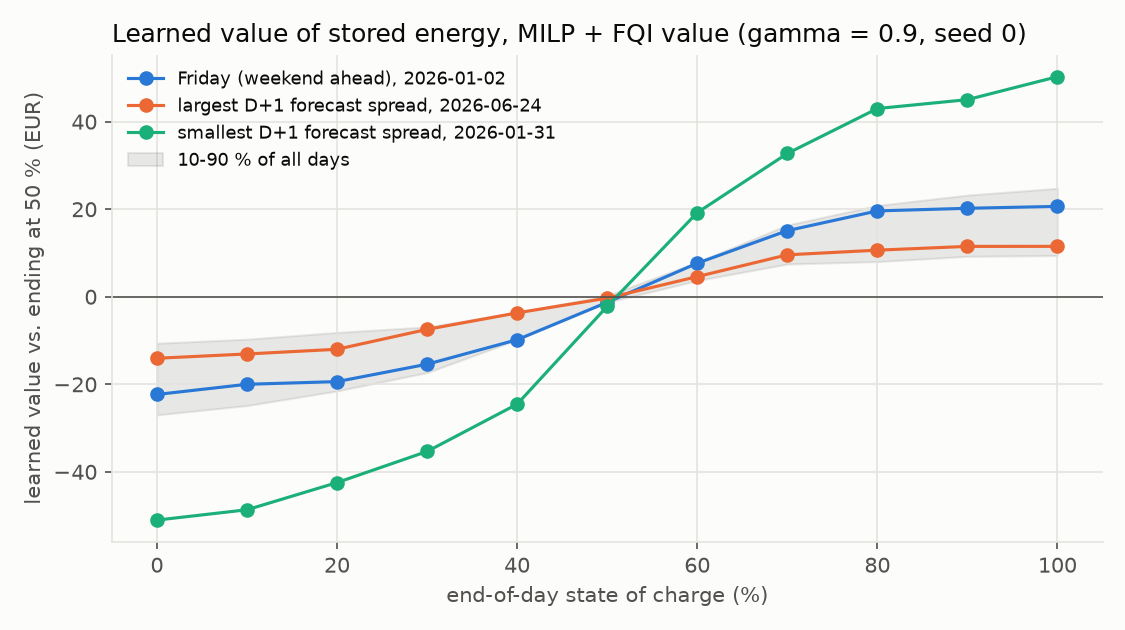 Learned value of stored energy, MILP + FQI value (gamma = 0.9, seed 0)
Friday (weekend ahead), 2026-01-02
largest D+1 forecast spread, 2026-06-24
smallest D+1 forecast spread, 2026-01-31
10-90 % of all days
learned value vs. ending at 50 % (EUR)
40
20
0
−20
−40
0
20
40
60
80
100
end-of-day state of charge (%)